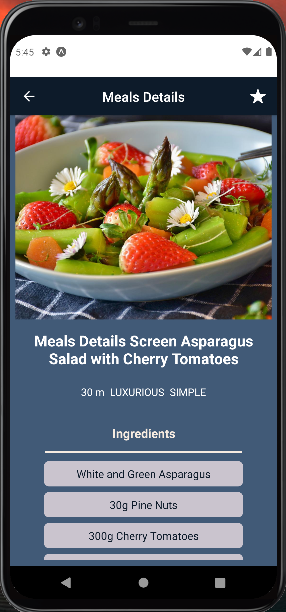 5:45
Meals Details
Meals Details Screen Asparagus
Salad with Cherry Tomatoes
30 m LUXURIOUS SIMPLE
Ingredients
White and Green Asparagus
30g Pine Nuts
300g Cherry Tomatoes